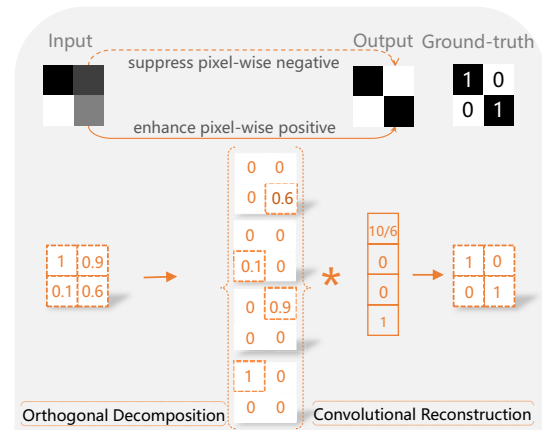 Input
Output
Ground-truth
suppress pixel-wise negative
enhance pixel-wise positive
1 0
0 1
0 0
0 0.6
0 0
0.1 0
0 0.9
0 0
1 0
0 0
1 0.9
0.1 0.6
*
10/6
0
0
1
1 0
0 1
Orthogonal Decomposition
Convolutional Reconstruction